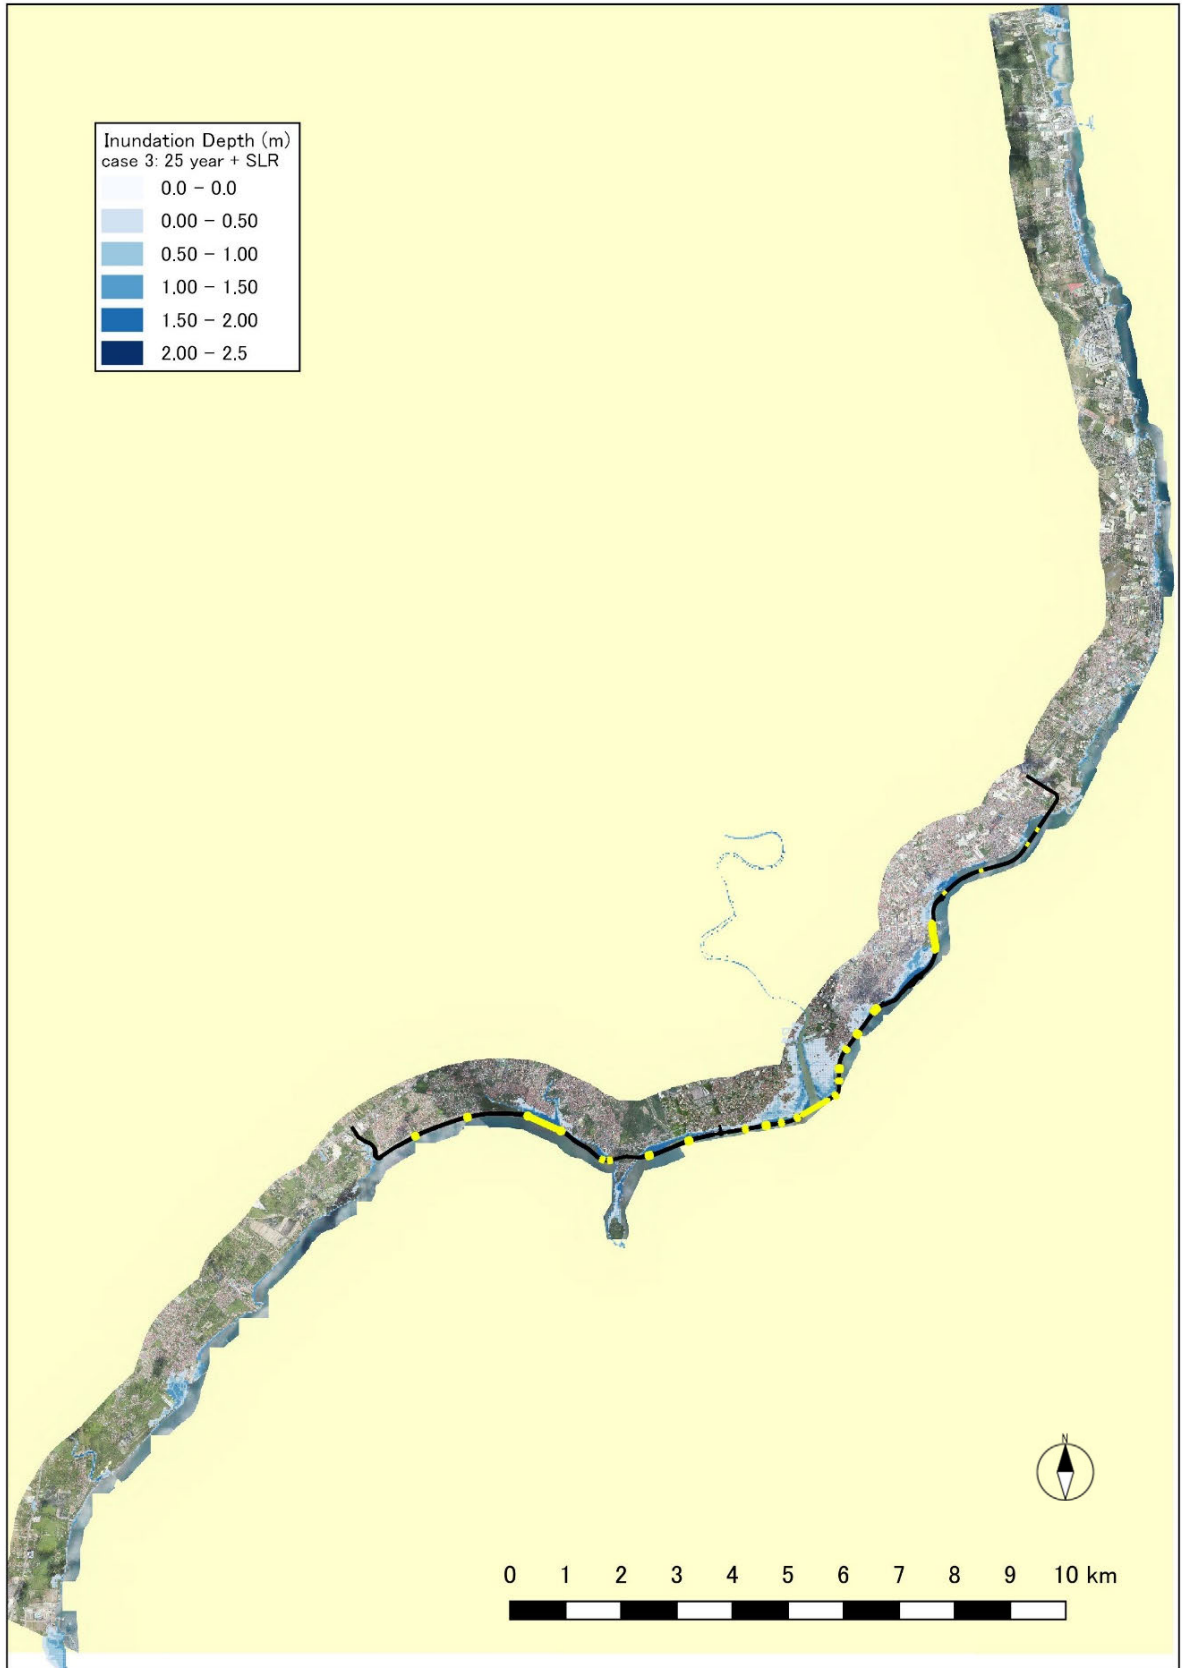 Inundation Depth (m)
case 3: 25 year + SLR
0.0 - 0.0
0.00 - 0.50
0.50 - 1.00
1.00 - 1.50
1.50 - 2.00
2.00 - 2.5
N
0 1 2 3 4 5 6 7 8 9 10 km